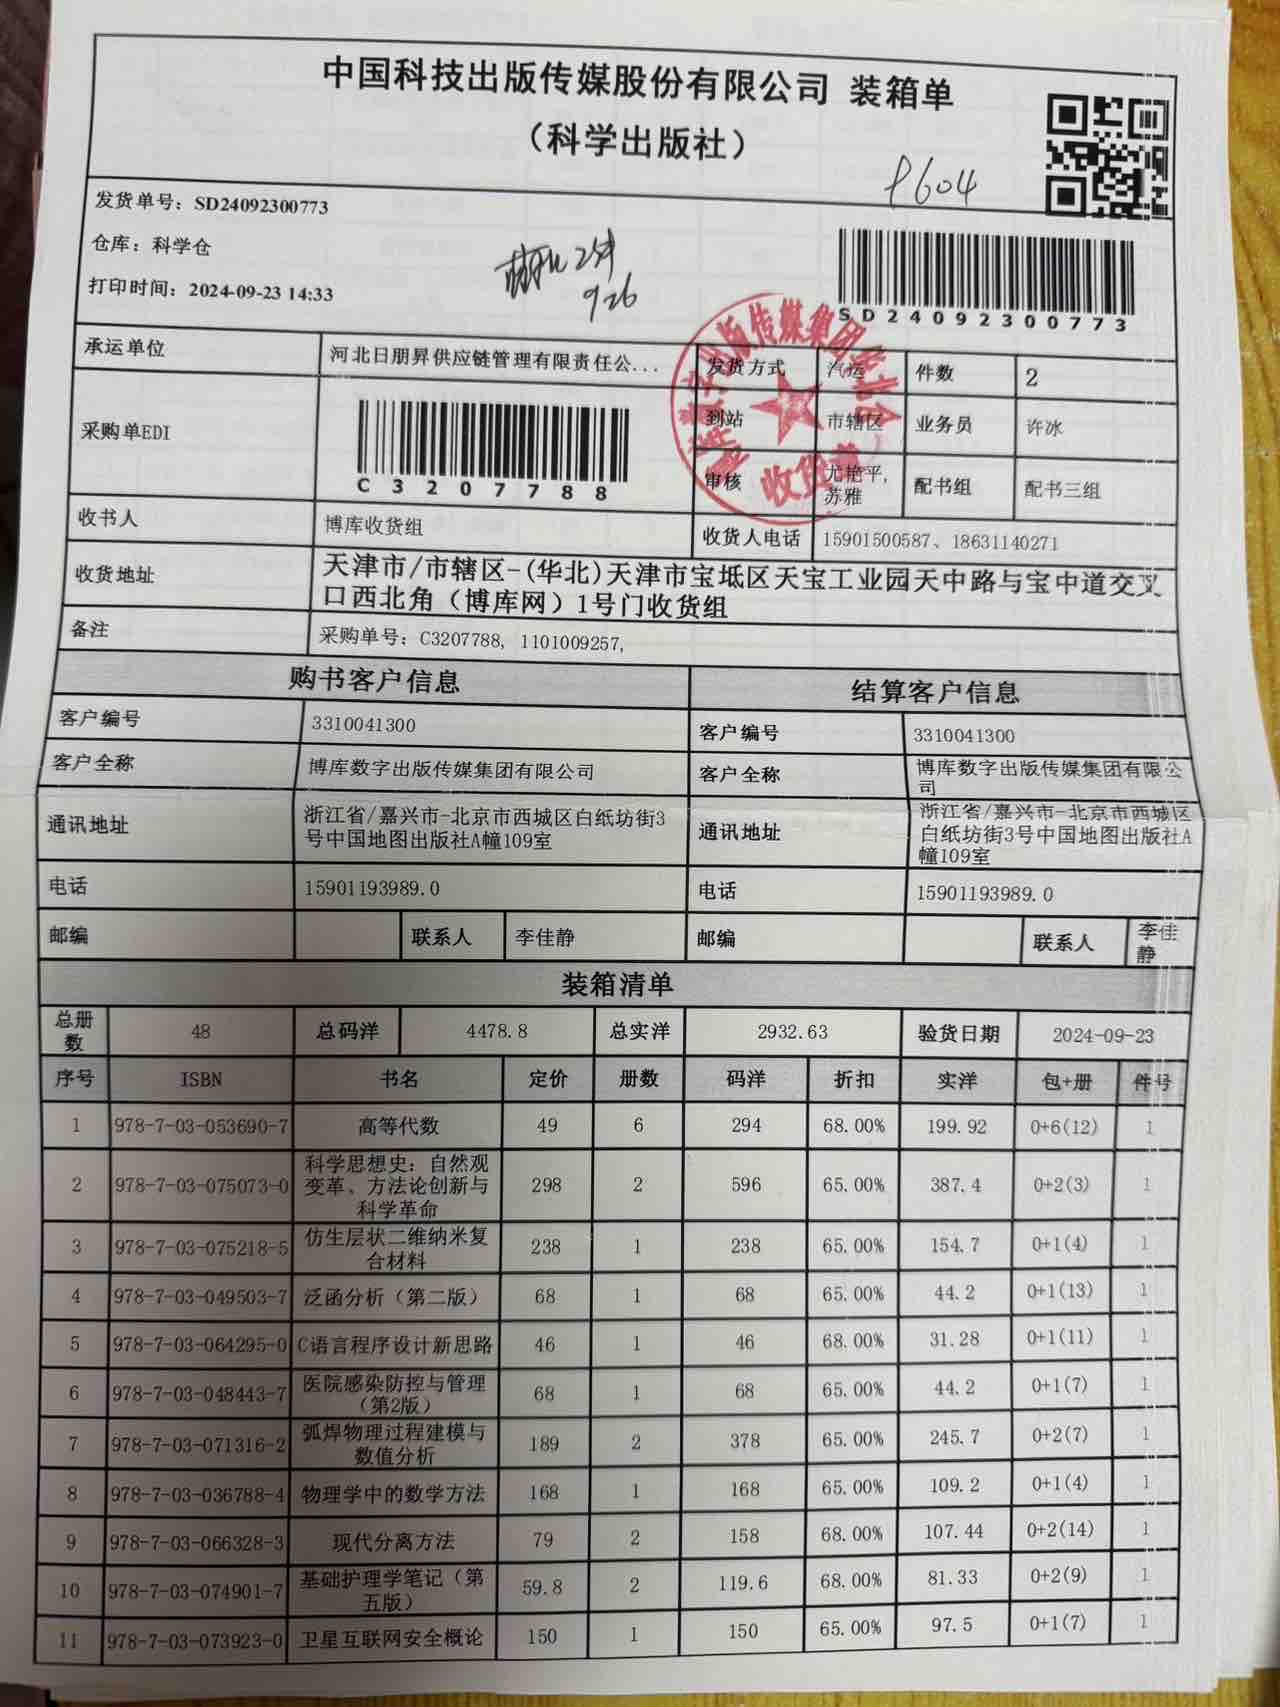 中国科技出版传媒股份有限公司 装箱单
（科学出版社）
P604
发货单号：SD24092300773
仓库：科学仓
打印时间：2024-09-23 14:33
2件
926
SD24092300773
承运单位 河北日朋昇供应链管理有限责任公... 发货方式 汽运 件数 2
采购单EDI C3207788 到站 市辖区 业务员 许冰
审核 尤艳平, 苏雅 配书组 配书三组
收货章
收书人 博库收货组 收货人电话 15901500587、18631140271
收货地址 天津市/市辖区-(华北)天津市宝坻区天宝工业园天中路与宝中道交叉
口西北角（博库网）1号门收货组
备注 采购单号：C3207788, 1101009257,
购书客户信息 结算客户信息
客户编号 3310041300 客户编号 3310041300
客户全称 博库数字出版传媒集团有限公司 客户全称 博库数字出版传媒集团有限公司
通讯地址 浙江省/嘉兴市-北京市西城区白纸坊街3号中国地图出版社A幢109室 通讯地址 浙江省/嘉兴市-北京市西城区白纸坊街3号中国地图出版社A幢109室
电话 15901193989.0 电话 15901193989.0
邮编 联系人 李佳静 邮编 联系人 李佳静
装箱清单
总册数 48 总码洋 4478.8 总实洋 2932.63 验货日期 2024-09-23
序号 ISBN 书名 定价 册数 码洋 折扣 实洋 包+册 件号
1 978-7-03-053690-7 高等代数 49 6 294 68.00% 199.92 0+6(12) 1
2 978-7-03-075073-0 科学思想史：自然观变革、方法论创新与科学革命 298 2 596 65.00% 387.4 0+2(3) 1
3 978-7-03-075218-5 仿生层状二维纳米复合材料 238 1 238 65.00% 154.7 0+1(4) 1
4 978-7-03-049503-7 泛函分析（第二版） 68 1 68 65.00% 44.2 0+1(13) 1
5 978-7-03-064295-0 C语言程序设计新思路 46 1 46 68.00% 31.28 0+1(11) 1
6 978-7-03-048443-7 医院感染防控与管理（第2版） 68 1 68 65.00% 44.2 0+1(7) 1
7 978-7-03-071316-2 弧焊物理过程建模与数值分析 189 2 378 65.00% 245.7 0+2(7) 1
8 978-7-03-036788-4 物理学中的数学方法 168 1 168 65.00% 109.2 0+1(4) 1
9 978-7-03-066328-3 现代分离方法 79 2 158 68.00% 107.44 0+2(14) 1
10 978-7-03-074901-7 基础护理学笔记（第五版） 59.8 2 119.6 68.00% 81.33 0+2(9) 1
11 978-7-03-073923-0 卫星互联网安全概论 150 1 150 65.00% 97.5 0+1(7) 1